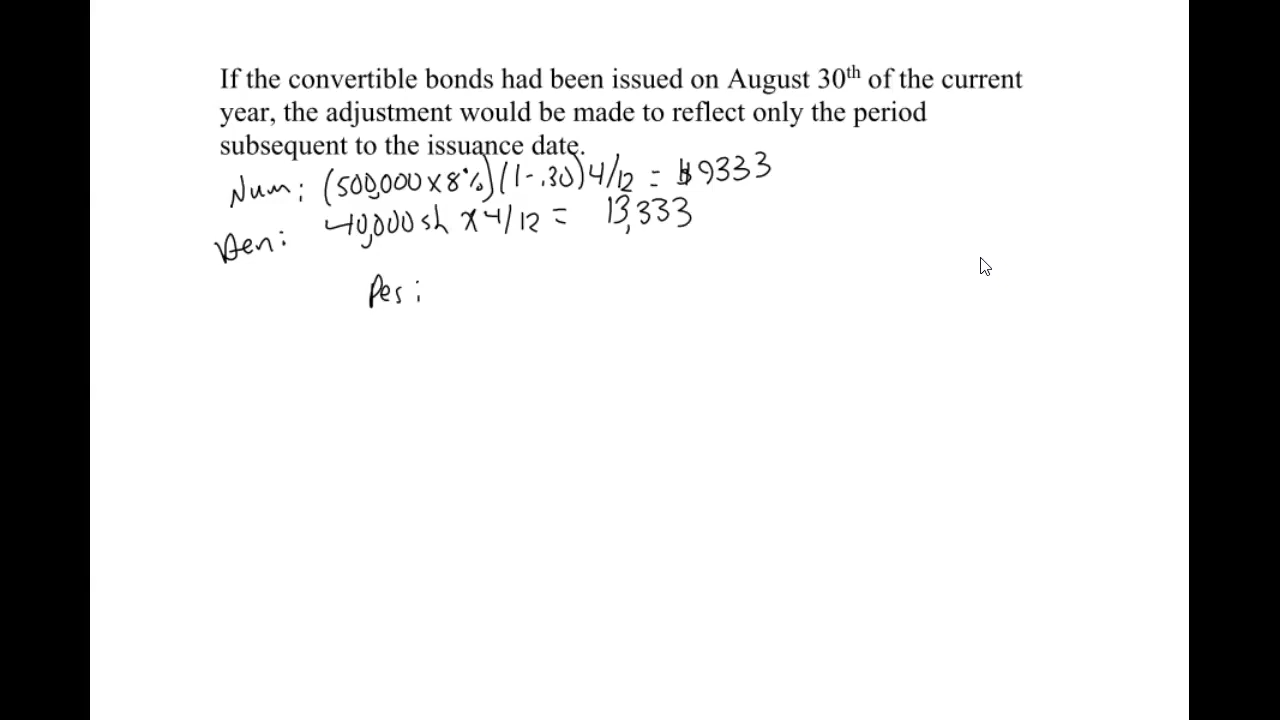 If the convertible bonds had been issued on August 30th of the current
year, the adjustment would be made to reflect only the period
subsequent to the issuance date.
Num: (500,000 x 8%)(1-.30)4/12 = $9333
Den: 40,000 sh x 4/12 = 13,333
Des: